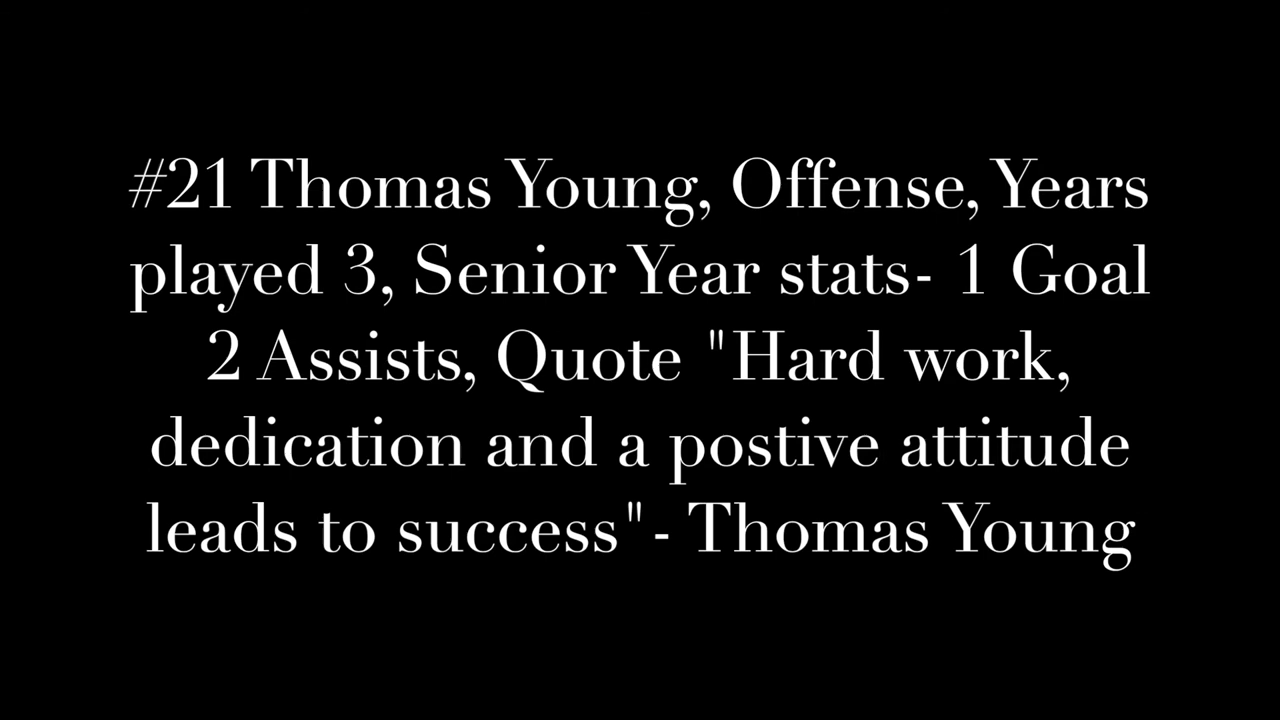 #21 Thomas Young, Offense, Years
played 3, Senior Year stats- 1 Goal
2 Assists, Quote "Hard work,
dedication and a postive attitude
leads to success"- Thomas Young